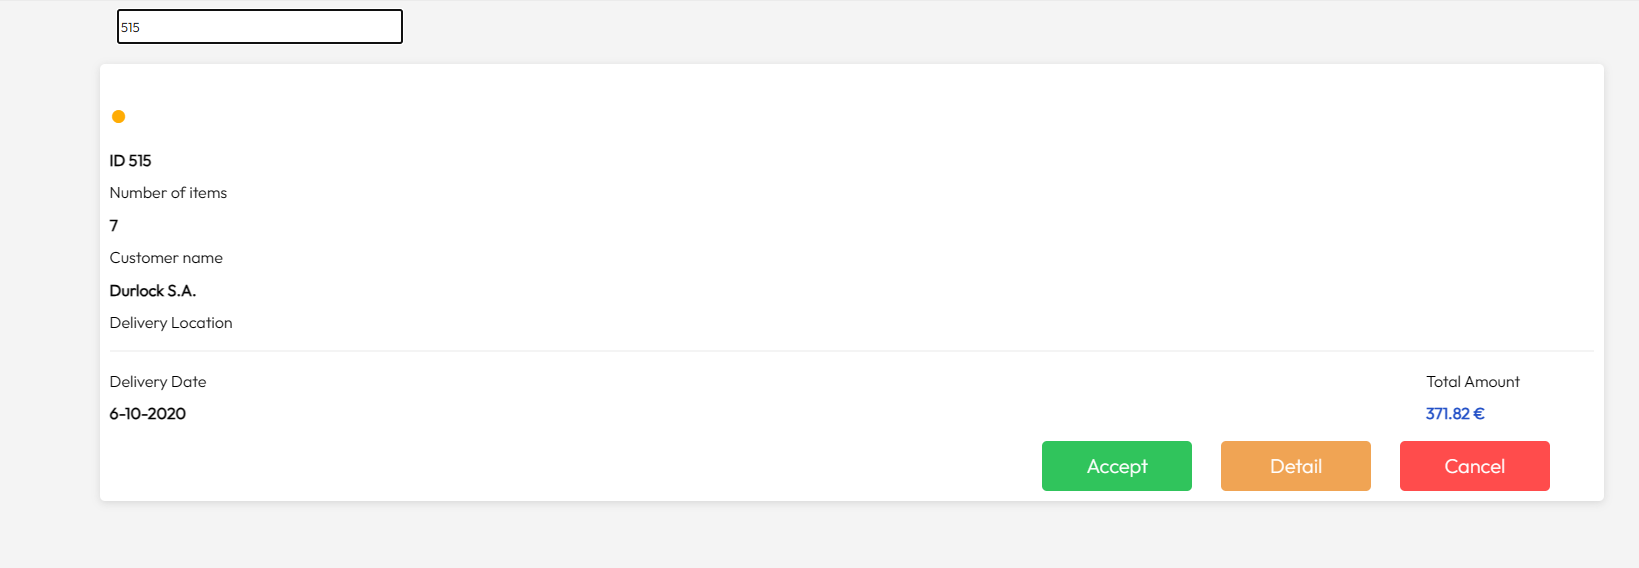 515
ID 515
Number of items
7
Customer name
Durlock S.A.
Delivery Location
Delivery Date
Total Amount
6-10-2020
371.82 €
Accept
Detail
Cancel